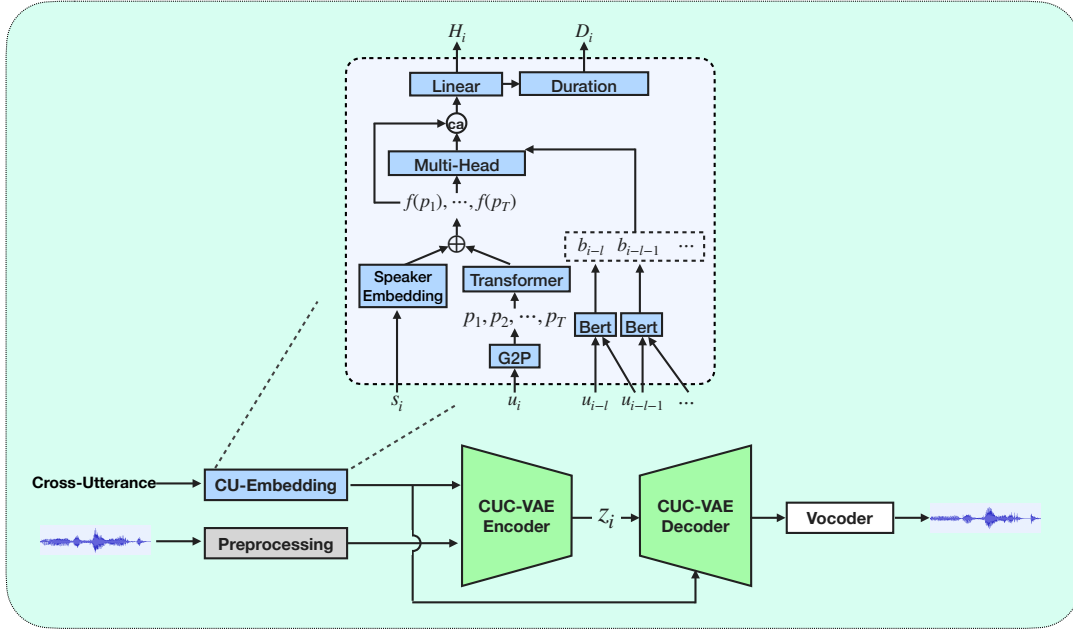 H_i D_i
Linear Duration
ca
Multi-Head
f(p_1), ⋯, f(p_T)
b_{i−l} b_{i−l−1} ⋯
Speaker
Embedding
Transformer
p_1, p_2, ⋯, p_T
Bert Bert
G2P
s_i u_i u_{i−l} u_{i−l−1} ...
Cross-Utterance CU-Embedding
CUC-VAE
Encoder
z_i
CUC-VAE
Decoder
Vocoder
Preprocessing